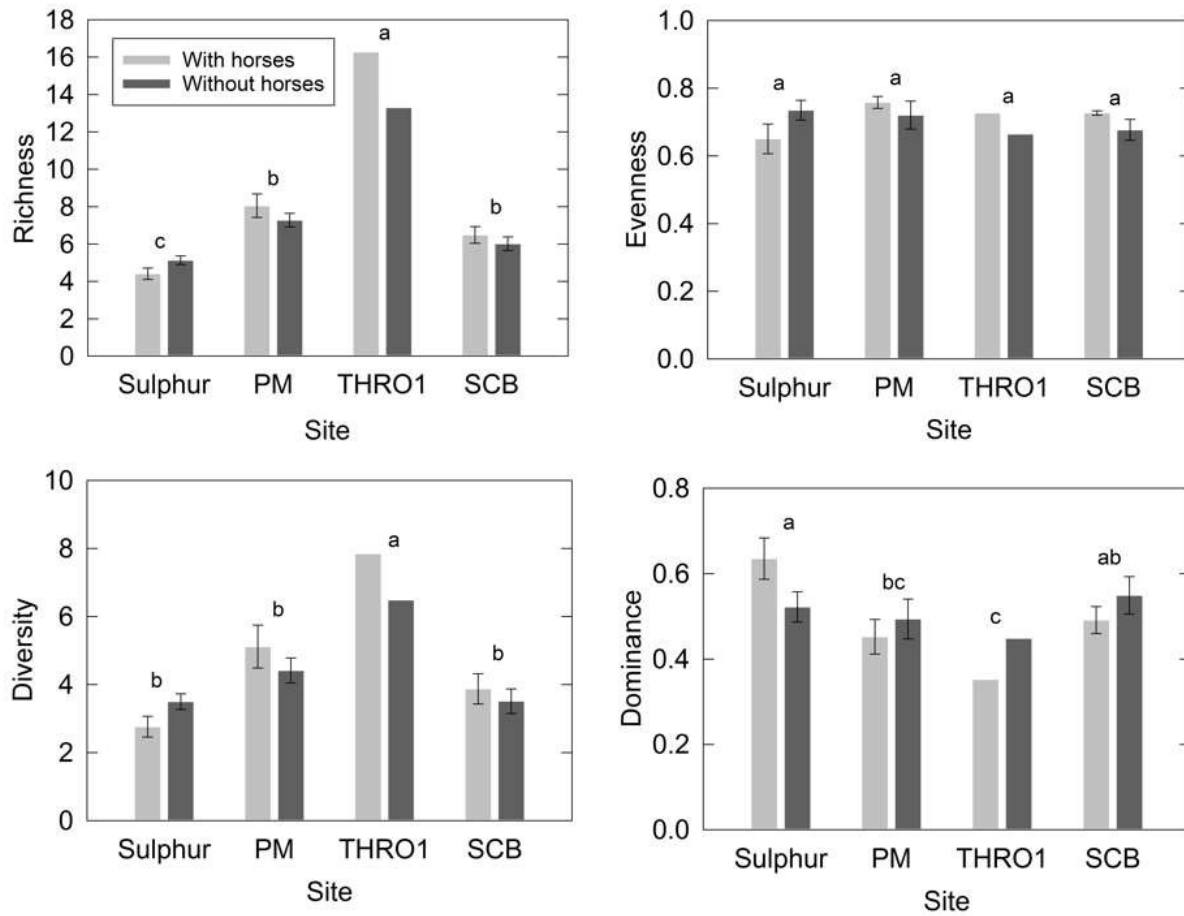 18
16
14
12
10
8
6
4
2
0
Richness
With horses
Without horses
c
b
a
b
Sulphur PM THRO1 SCB
Site
1.0
0.8
0.6
0.4
0.2
0.0
Evenness
a
a
a
a
Sulphur PM THRO1 SCB
Site
10
8
6
4
2
0
Diversity
b
b
a
b
Sulphur PM THRO1 SCB
Site
0.8
0.6
0.4
0.2
0.0
Dominance
a
bc
c
ab
Sulphur PM THRO1 SCB
Site